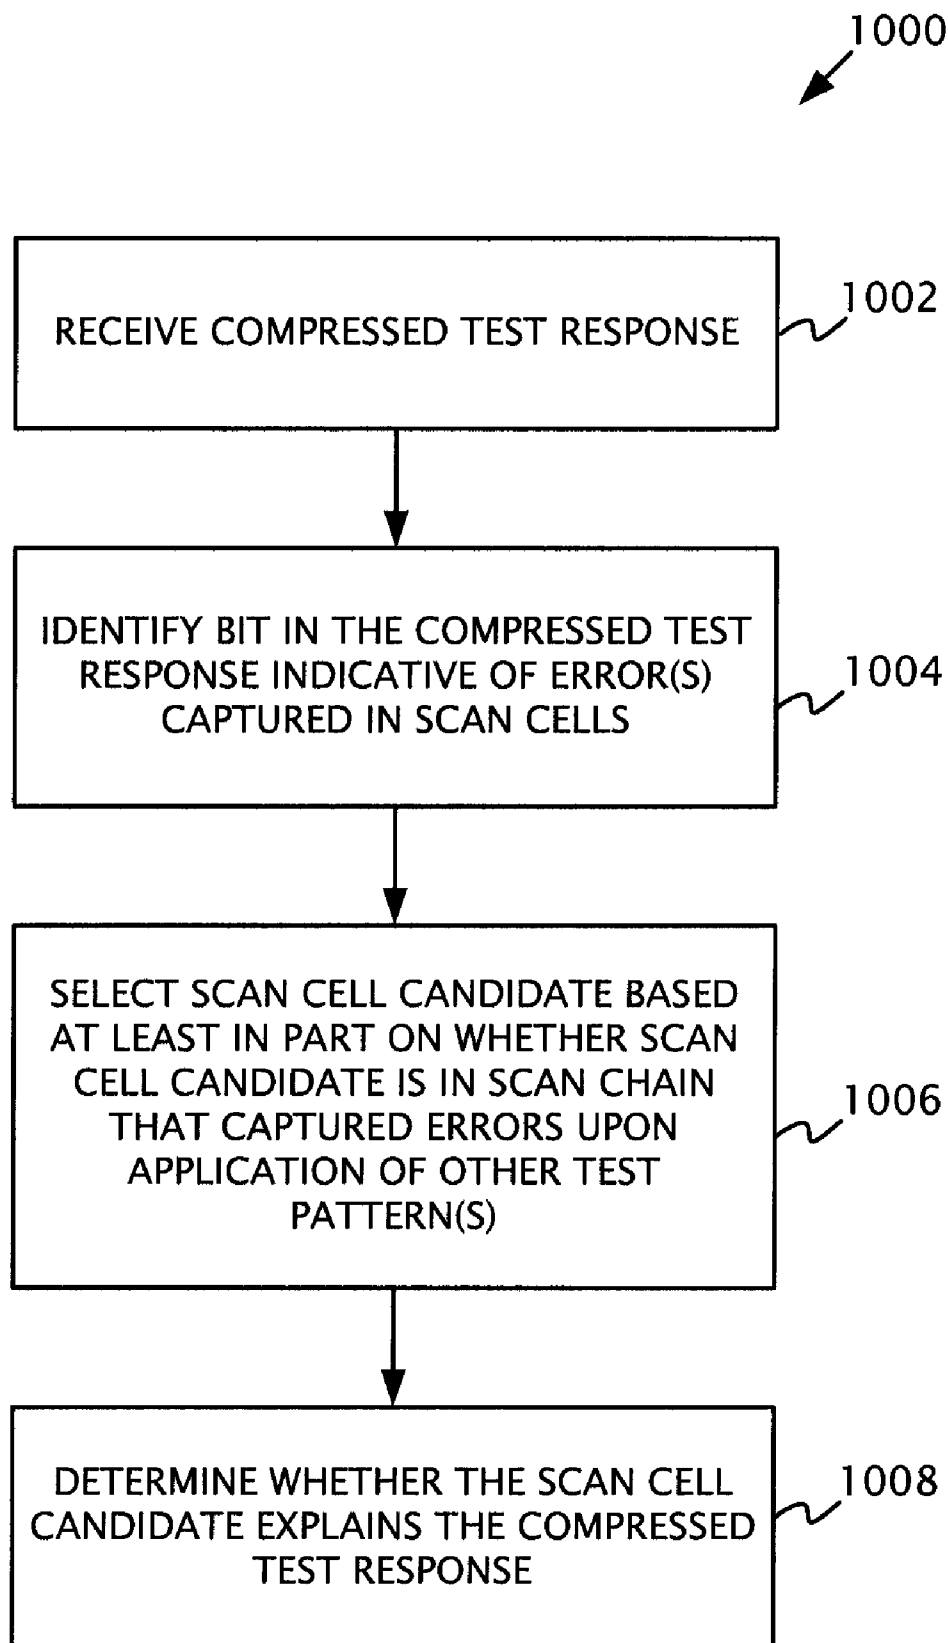 1000
RECEIVE COMPRESSED TEST RESPONSE
1002
IDENTIFY BIT IN THE COMPRESSED TEST
RESPONSE INDICATIVE OF ERROR(S)
CAPTURED IN SCAN CELLS
1004
SELECT SCAN CELL CANDIDATE BASED
AT LEAST IN PART ON WHETHER SCAN
CELL CANDIDATE IS IN SCAN CHAIN
THAT CAPTURED ERRORS UPON
APPLICATION OF OTHER TEST
PATTERN(S)
1006
DETERMINE WHETHER THE SCAN CELL
CANDIDATE EXPLAINS THE COMPRESSED
TEST RESPONSE
1008